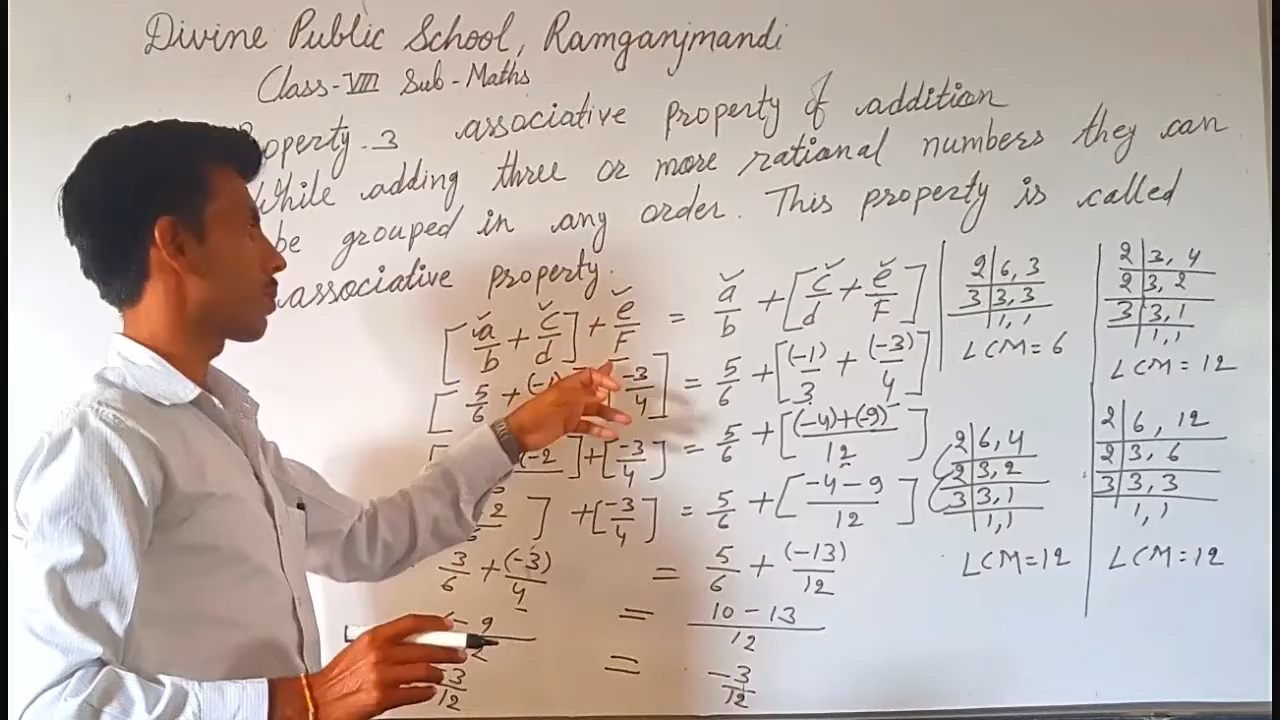 Divine Public School, Ramganjmandi
Class-VIII Sub-Maths
operty-3 associative property of addition
While adding three or more rational numbers they can
be grouped in any order. This property is called
associative property.
[a/b + c/d] + e/F = a/b + [c/d + e/F]
[5/6 + (-1) [-3/4] = 5/6 + [(-1)/3 + (-3)/4]
(-2 ] + [-3/4] = 5/6 + [(-4)+(-9)/12]
2 ] + [-3/4] = 5/6 + [-4-9/12]
3/6 + (-3)/4 = 5/6 + (-13)/12
- 9 = 10-13/12
-3/12 = -3/12
2|6, 3
3|3, 3
1, 1
LCM = 6
2|3, 4
2|3, 2
3|3, 1
1, 1
LCM = 12
2|6, 4
2|3, 2
3|3, 1
1, 1
LCM = 12
2|6, 12
2|3, 6
3|3, 3
1, 1
LCM = 12